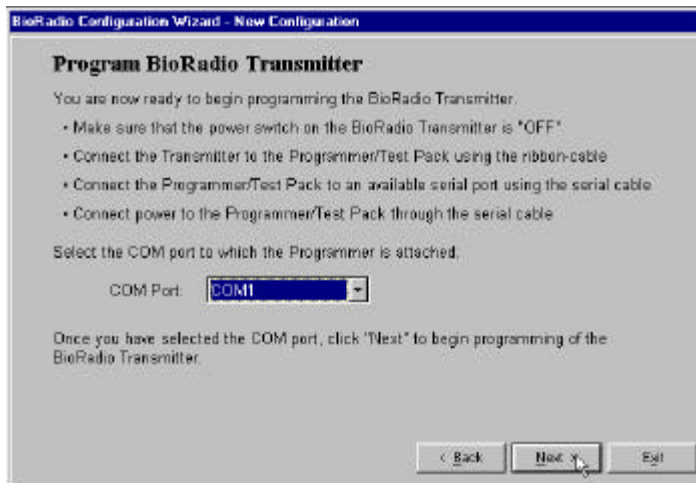 BioRadio Configuration Wizard - New Configuration
Program BioRadio Transmitter
You are now ready to begin programming the BioRadio Transmitter.
• Make sure that the power switch on the BioRadio Transmitter is "OFF"
• Connect the Transmitter to the Programmer/Test Pack using the ribbon-cable
• Connect the Programmer/Test Pack to an available serial port using the serial cable
• Connect power to the Programmer/Test Pack through the serial cable
Select the COM port to which the Programmer is attached.
COM Port: COM1
Once you have selected the COM port, click "Next" to begin programming of the
BioRadio Transmitter.
< Back Next > Exit